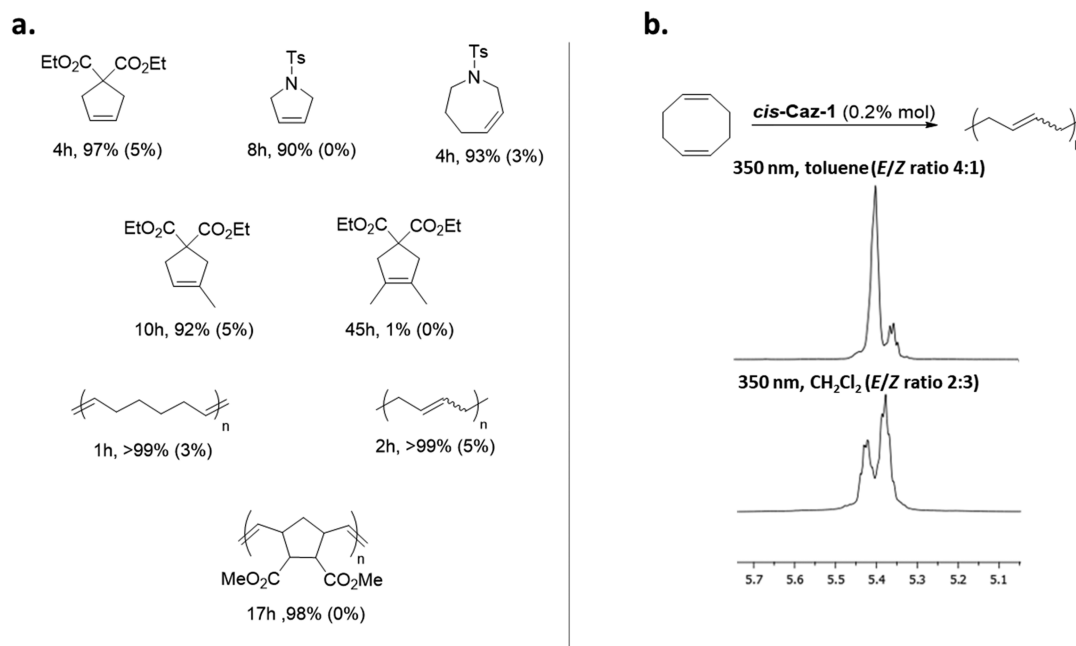 a.
EtO₂C CO₂Et
4h, 97% (5%)
Ts
N
8h, 90% (0%)
Ts
N
4h, 93% (3%)
EtO₂C CO₂Et
10h, 92% (5%)
EtO₂C CO₂Et
45h, 1% (0%)
n
1h, >99% (3%)
n
2h, >99% (5%)
n
MeO₂C CO₂Me
17h ,98% (0%)
b.
cis-Caz-1 (0.2% mol)
350 nm, toluene (E/Z ratio 4:1)
350 nm, CH₂Cl₂ (E/Z ratio 2:3)
5.7 5.6 5.5 5.4 5.3 5.2 5.1